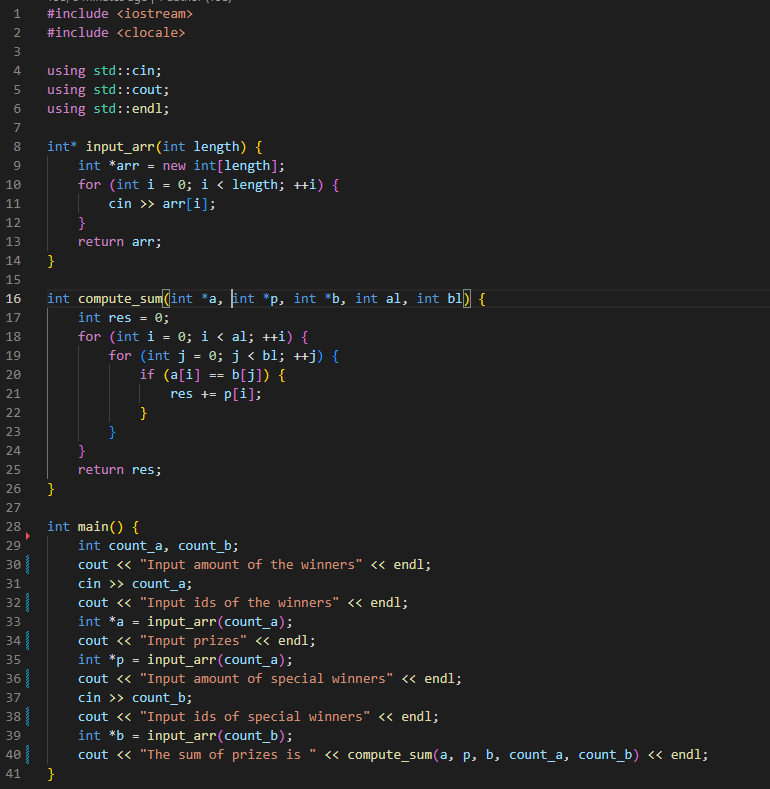 1 #include <iostream>
2 #include <clocale>
3
4 using std::cin;
5 using std::cout;
6 using std::endl;
7
8 int* input_arr(int length) {
9     int *arr = new int[length];
10     for (int i = 0; i < length; ++i) {
11         cin >> arr[i];
12     }
13     return arr;
14 }
15
16 int compute_sum(int *a, int *p, int *b, int al, int bl) {
17     int res = 0;
18     for (int i = 0; i < al; ++i) {
19         for (int j = 0; j < bl; ++j) {
20             if (a[i] == b[j]) {
21                 res += p[i];
22             }
23         }
24     }
25     return res;
26 }
27
28 int main() {
29     int count_a, count_b;
30     cout << "Input amount of the winners" << endl;
31     cin >> count_a;
32     cout << "Input ids of the winners" << endl;
33     int *a = input_arr(count_a);
34     cout << "Input prizes" << endl;
35     int *p = input_arr(count_a);
36     cout << "Input amount of special winners" << endl;
37     cin >> count_b;
38     cout << "Input ids of special winners" << endl;
39     int *b = input_arr(count_b);
40     cout << "The sum of prizes is " << compute_sum(a, p, b, count_a, count_b) << endl;
41 }